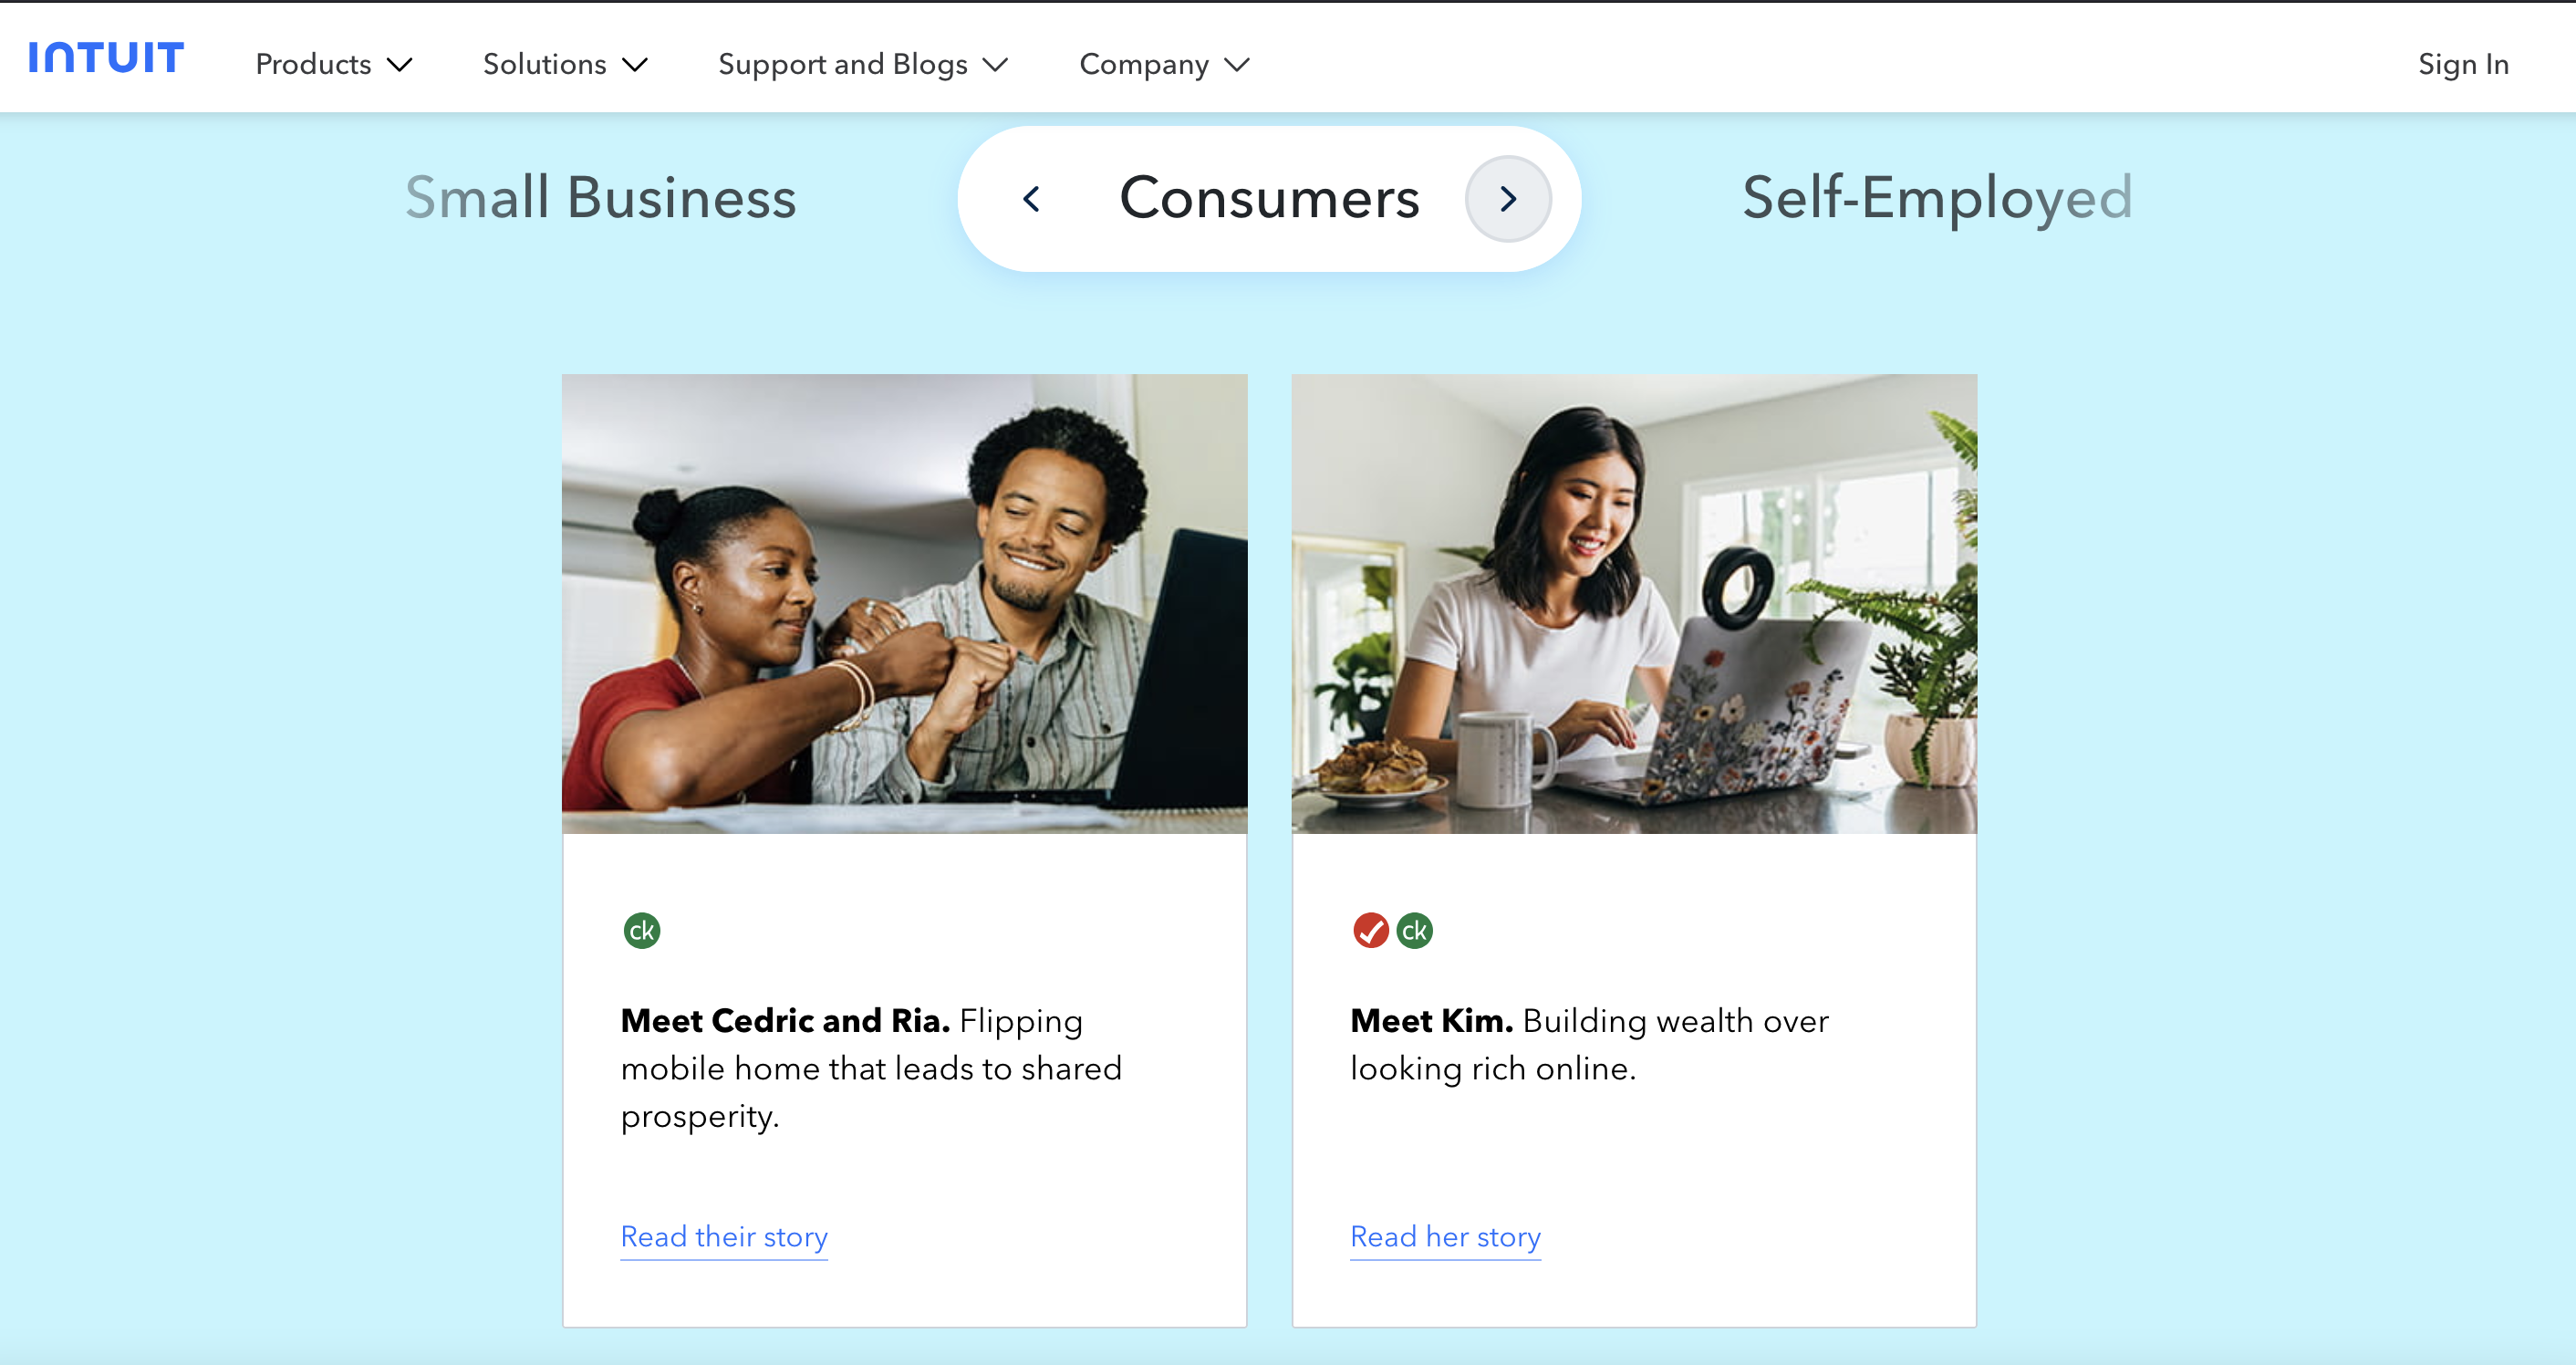 INTUIT
Products
Solutions
Support and Blogs
Company
Sign In
Small Business
Consumers
Self-Employed
ck
Meet Cedric and Ria. Flipping
mobile home that leads to shared
prosperity.
Read their story
ck
Meet Kim. Building wealth over
looking rich online.
Read her story